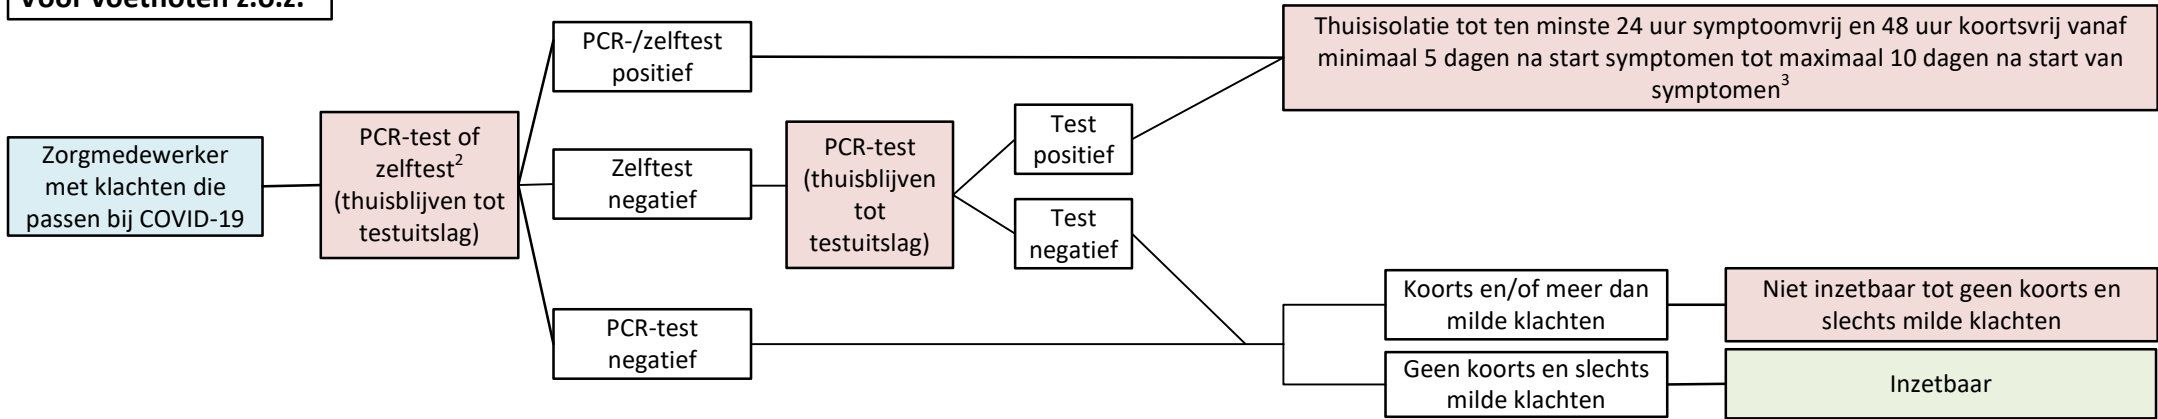 Voor voetnoten z.o.z.
PCR-/zelftest
positief
Thuisisolatie tot ten minste 24 uur symptoomvrij en 48 uur koortsvrij vanaf
minimaal 5 dagen na start symptomen tot maximaal 10 dagen na start van
symptomen3
Zorgmedewerker
met klachten die
passen bij COVID-19
PCR-test of
zelftest2
(thuisblijven tot
testuitslag)
Zelftest
negatief
PCR-test
(thuisblijven
tot
testuitslag)
Test
positief
Test
negatief
PCR-test
negatief
Koorts en/of meer dan
milde klachten
Niet inzetbaar tot geen koorts en
slechts milde klachten
Geen koorts en slechts
milde klachten
Inzetbaar